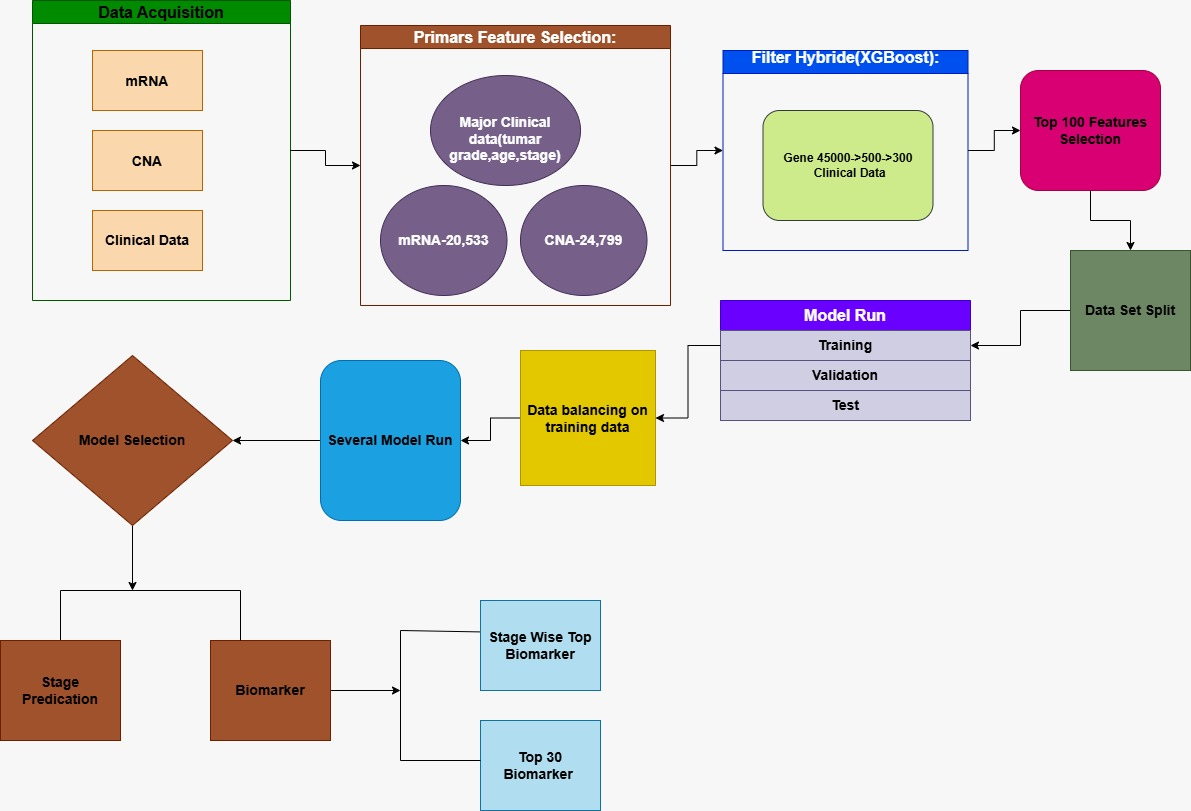 Data Acquisition
mRNA
CNA
Clinical Data
Primars Feature Selection:
Major Clinical
data(tumar
grade,age,stage)
mRNA-20,533
CNA-24,799
Filter Hybride(XGBoost):
Gene 45000->500->300
Clinical Data
Top 100 Features
Selection
Data Set Split
Model Run
Training
Validation
Test
Data balancing on
training data
Several Model Run
Model Selection
Stage
Predication
Biomarker
Stage Wise Top
Biomarker
Top 30
Biomarker